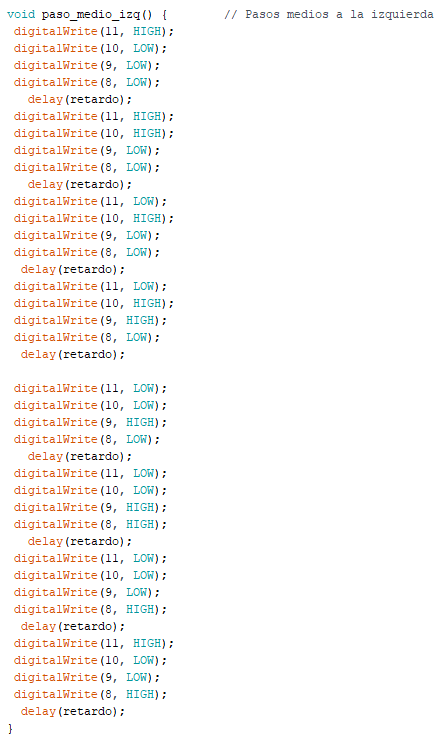 void paso_medio_izq() {        // Pasos medios a la izquierda
 digitalWrite(11, HIGH);
 digitalWrite(10, LOW);
 digitalWrite(9, LOW);
 digitalWrite(8, LOW);
   delay(retardo);
 digitalWrite(11, HIGH);
 digitalWrite(10, HIGH);
 digitalWrite(9, LOW);
 digitalWrite(8, LOW);
   delay(retardo);
 digitalWrite(11, LOW);
 digitalWrite(10, HIGH);
 digitalWrite(9, LOW);
 digitalWrite(8, LOW);
  delay(retardo);
 digitalWrite(11, LOW);
 digitalWrite(10, HIGH);
 digitalWrite(9, HIGH);
 digitalWrite(8, LOW);
  delay(retardo);

 digitalWrite(11, LOW);
 digitalWrite(10, LOW);
 digitalWrite(9, HIGH);
 digitalWrite(8, LOW);
   delay(retardo);
 digitalWrite(11, LOW);
 digitalWrite(10, LOW);
 digitalWrite(9, HIGH);
 digitalWrite(8, HIGH);
   delay(retardo);
 digitalWrite(11, LOW);
 digitalWrite(10, LOW);
 digitalWrite(9, LOW);
 digitalWrite(8, HIGH);
  delay(retardo);
 digitalWrite(11, HIGH);
 digitalWrite(10, LOW);
 digitalWrite(9, LOW);
 digitalWrite(8, HIGH);
  delay(retardo);
}